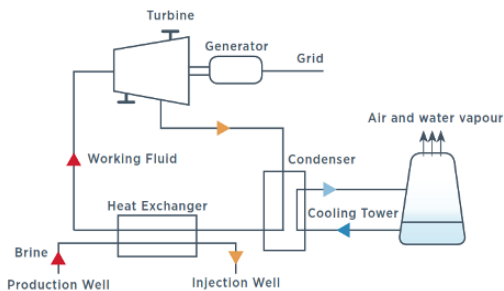 Turbine
Generator
Grid
Air and water vapour
Working Fluid
Condenser
Heat Exchanger
Cooling Tower
Brine
Production Well
Injection Well